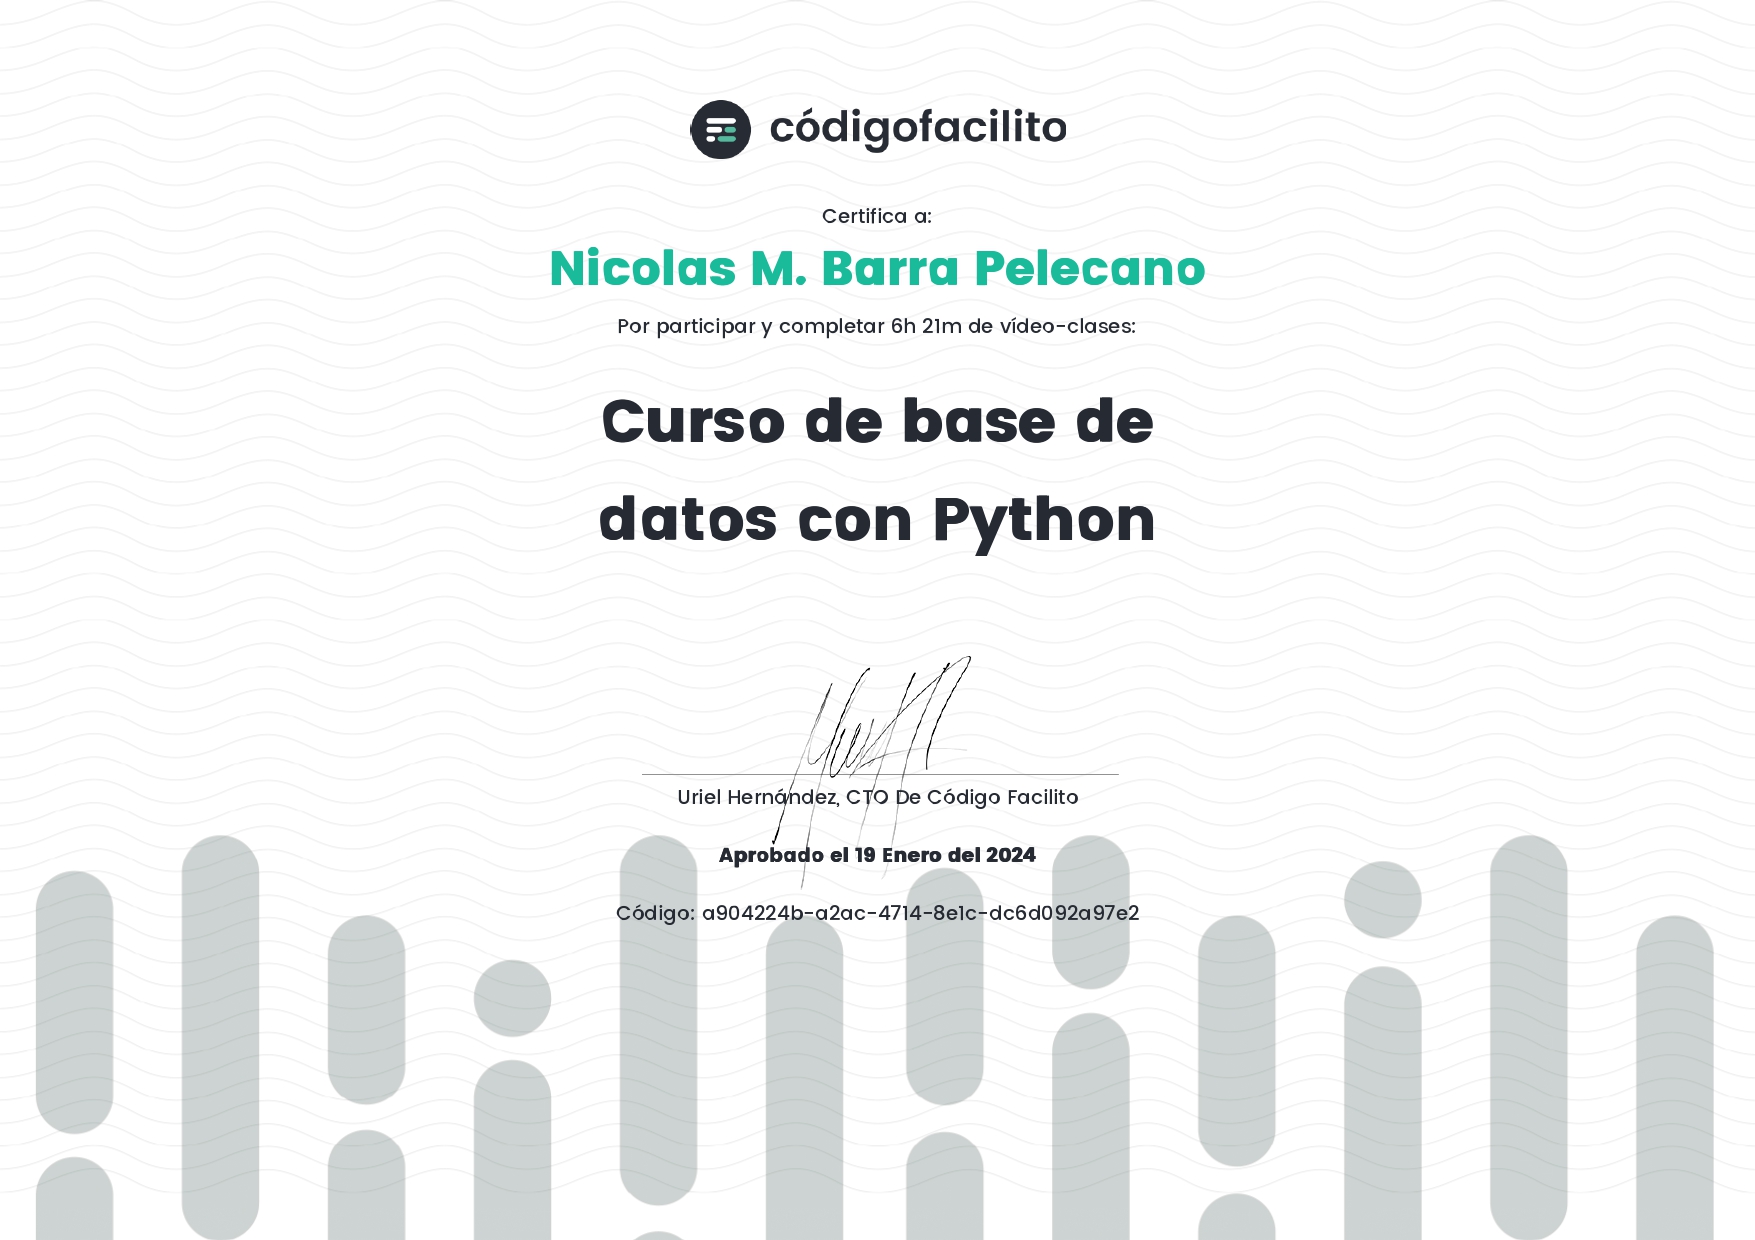 códigofacilito
Certifica a:
Nicolas M. Barra Pelecano
Por participar y completar 6h 21m de vídeo-clases:
Curso de base de
datos con Python
Uriel Hernández, CTO De Código Facilito
Aprobado el 19 Enero del 2024
Código: a904224b-a2ac-4714-8e1c-dc6d092a97e2